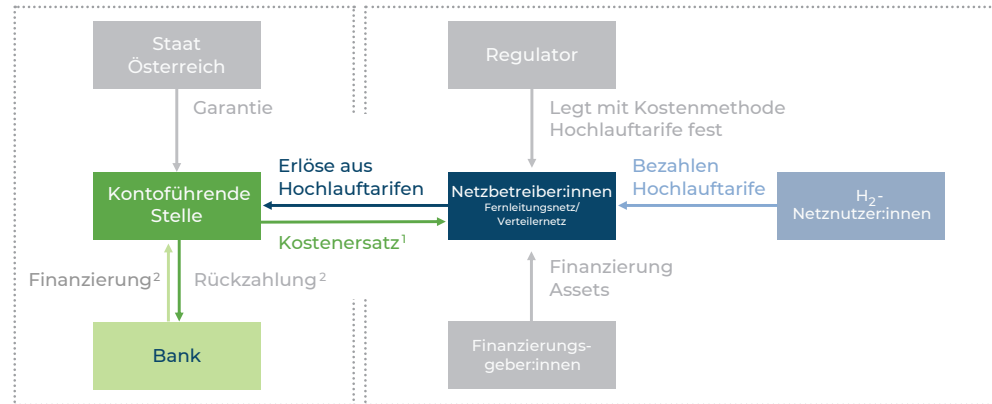 Staat
Österreich
Regulator
Garantie
Legt mit Kostenmethode
Hochlauftarife fest
Kontoführende
Stelle
Erlöse aus
Hochlauftarifen
Kostenersatz¹
Netzbetreiber:innen
Fernleitungsnetz/
Verteilernetz
Bezahlen
Hochlauftarife
H₂-
Netznutzer:innen
Finanzierung²
Rückzahlung²
Finanzierung
Assets
Bank
Finanzierungs-
geber:innen